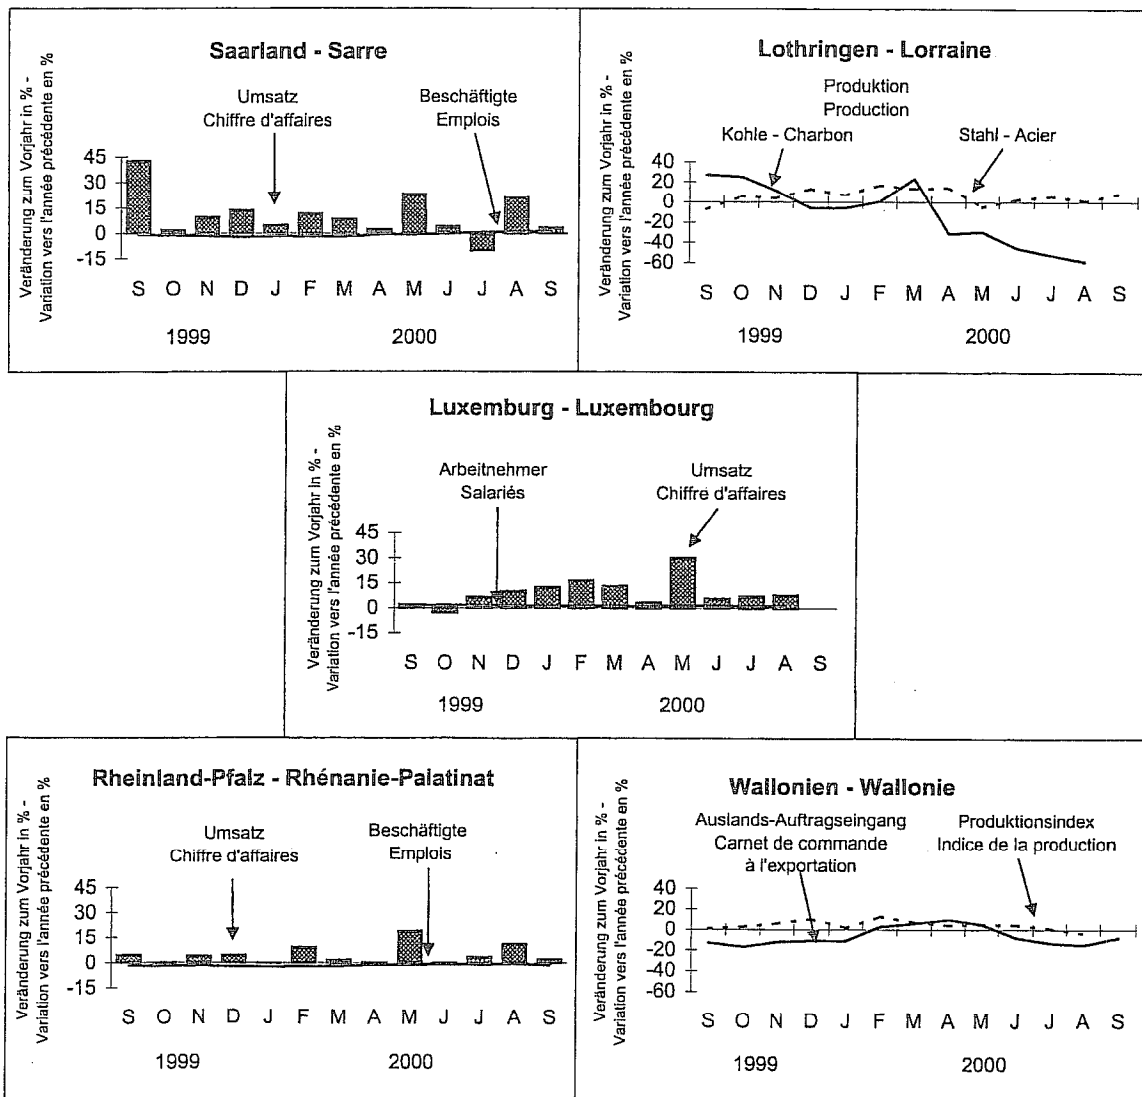 Saarland - Sarre
Veränderung zum Vorjahr in % -
Variation vers l'année précédente en %
Umsatz
Chiffre d'affaires
Beschäftigte
Emplois
45
30
15
0
-15
S O N D J F M A M J J A S
1999 2000
Lothringen - Lorraine
Veränderung zum Vorjahr in % -
Variation vers l'année précédente en %
Produktion
Production
Kohle - Charbon
Stahl - Acier
40
20
0
-20
-40
-60
S O N D J F M A M J J A S
1999 2000
Luxemburg - Luxembourg
Veränderung zum Vorjahr in % -
Variation vers l'année précédente en %
Arbeitnehmer
Salariés
Umsatz
Chiffre d'affaires
45
30
15
0
-15
S O N D J F M A M J J A S
1999 2000
Rheinland-Pfalz - Rhénanie-Palatinat
Veränderung zum Vorjahr in % -
Variation vers l'année précédente en %
Umsatz
Chiffre d'affaires
Beschäftigte
Emplois
45
30
15
0
-15
S O N D J F M A M J J A S
1999 2000
Wallonien - Wallonie
Veränderung zum Vorjahr in % -
Variation vers l'année précédente en %
Auslands-Auftragseingang
Carnet de commande
à l'exportation
Produktionsindex
Indice de la production
40
20
0
-20
-40
-60
S O N D J F M A M J J A S
1999 2000